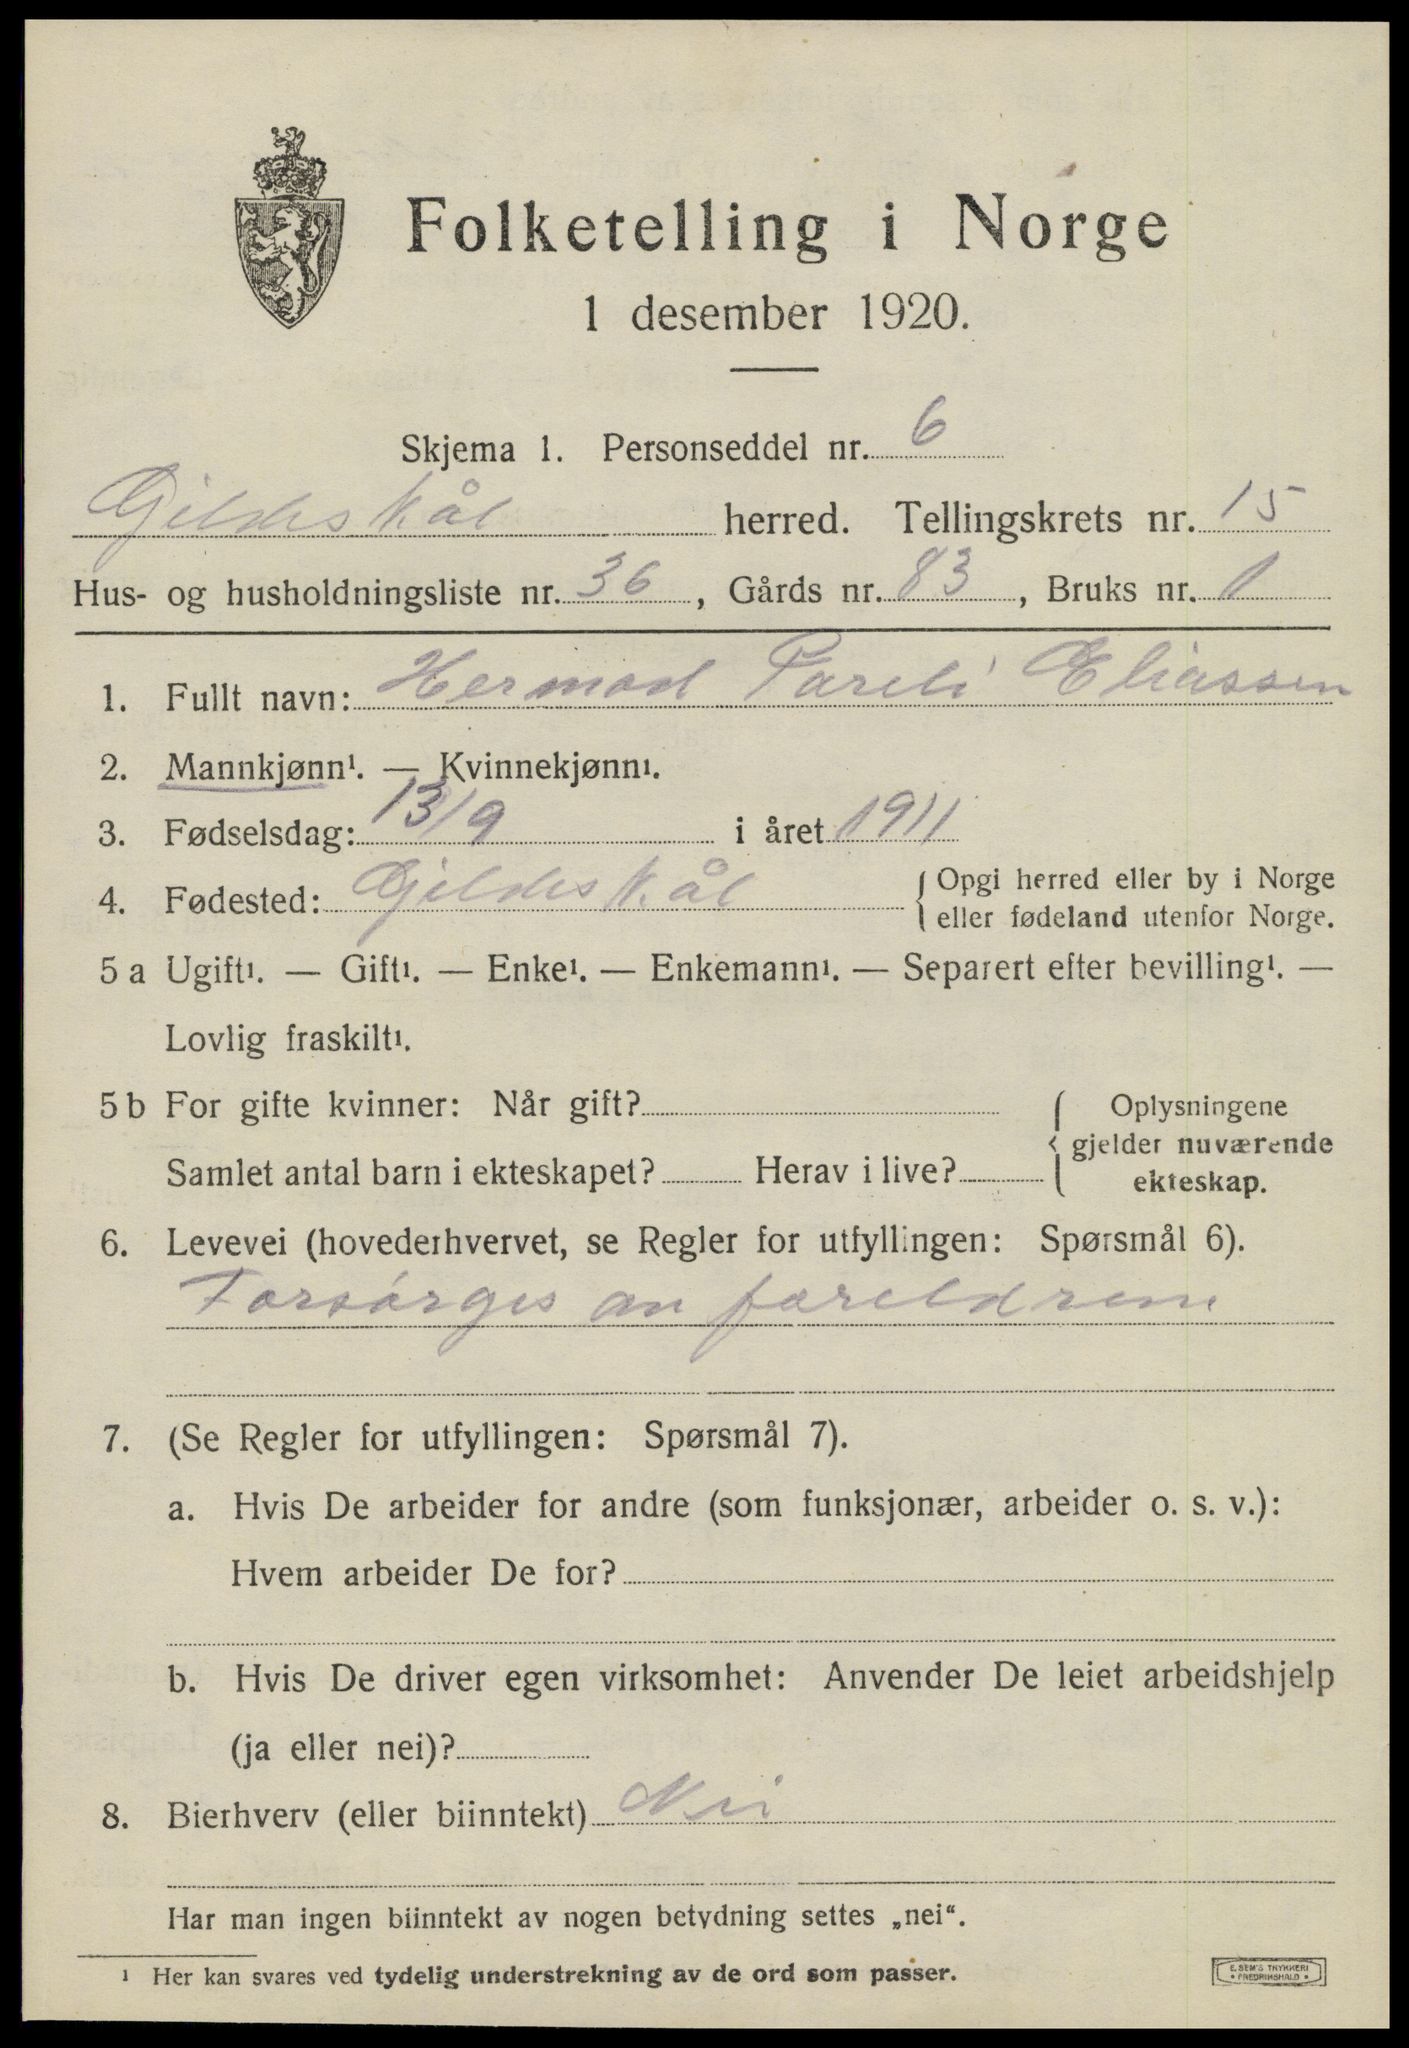 Folketelling i Norge
1 desember 1920.
Skjema 1. Personseddel nr. 6
Gildeskål herred. Tellingskrets nr. 15
Hus- og husholdningsliste nr. 36, Gårds nr. 83, Bruks nr. 1
1. Fullt navn: Hermod Pareli Eliassen
2. Mannkjønn¹. — Kvinnekjønn¹.
3. Fødselsdag: 13/9 i året 1911
4. Fødested: Gildeskål { Opgi herred eller by i Norge
eller fødeland utenfor Norge.
5 a Ugift¹. — Gift¹. — Enke¹. — Enkemann¹. — Separert efter bevilling¹. —
Lovlig fraskilt¹.
5 b For gifte kvinner: Når gift? { Oplysningene
gjelder nuværende
Samlet antal barn i ekteskapet? Herav i live? ekteskap.
6. Levevei (hovederhvervet, se Regler for utfyllingen: Spørsmål 6).
Forsørges av foreldrene
7. (Se Regler for utfyllingen: Spørsmål 7).
a. Hvis De arbeider for andre (som funksjonær, arbeider o. s. v.):
Hvem arbeider De for?
b. Hvis De driver egen virksomhet: Anvender De leiet arbeidshjelp
(ja eller nei)?
8. Bierhverv (eller biinntekt) Nei
Har man ingen biinntekt av nogen betydning settes „nei“.
¹ Her kan svares ved tydelig understrekning av de ord som passer.
E. SEM'S TRYKKERI
• FREDRIKSHALD •